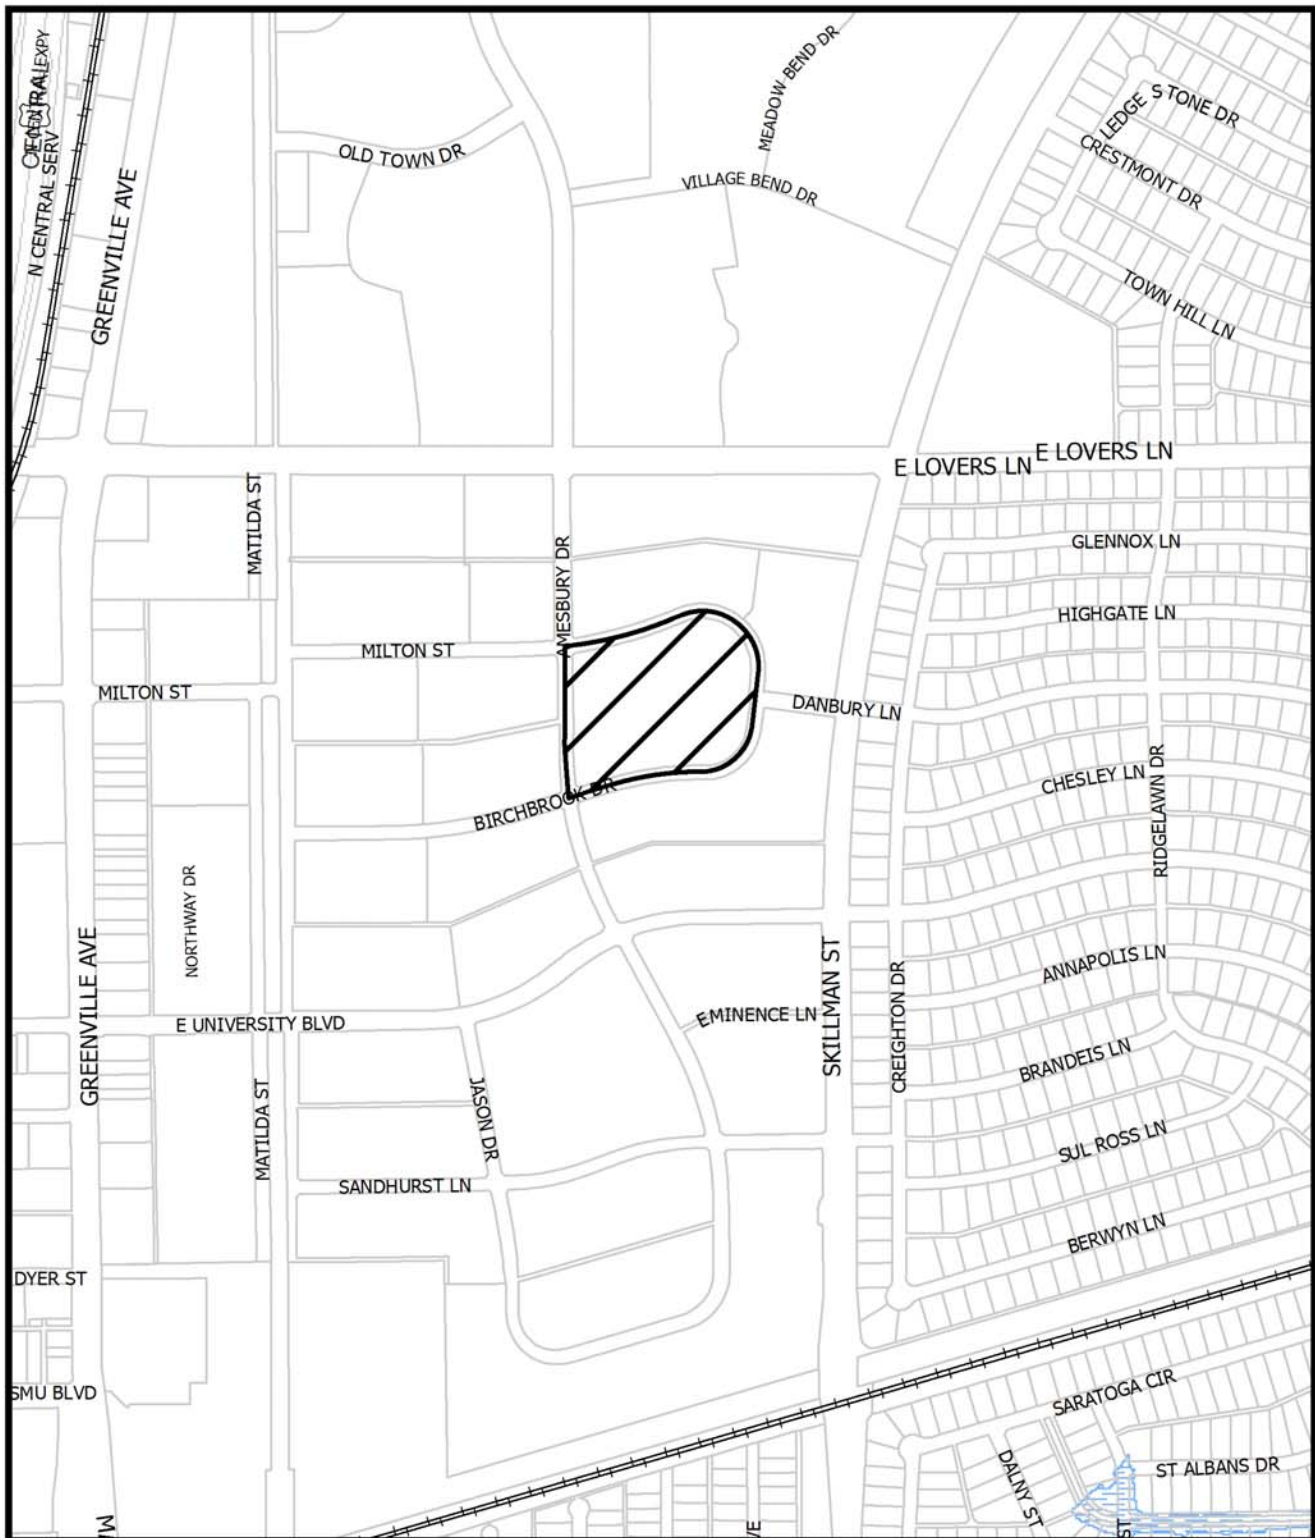 N CENTRAL EXPY
N CENTRAL SERV
GREENVILLE AVE
OLD TOWN DR
MEADOW BEND DR
VILLAGE BEND DR
LEDGE STONE DR
CRESTMONT DR
TOWN HILL LN
E LOVERS LN
E LOVERS LN
MATILDA ST
AMESBURY DR
GLENNOX LN
HIGHGATE LN
MILTON ST
MILTON ST
DANBURY LN
CHESLEY LN
RIDGELAWN DR
BIRCHBROOK DR
NORTHWAY DR
GREENVILLE AVE
SKILLMAN ST
CREIGHTON DR
ANNAPOLIS LN
E UNIVERSITY BLVD
EMINENCE LN
BRANDEIS LN
MATILDA ST
JASON DR
SUL ROSS LN
SANDHURST LN
BERWYN LN
DYER ST
SMU BLVD
SARATOGA CIR
DALNY ST
ST ALBANS DR
ST